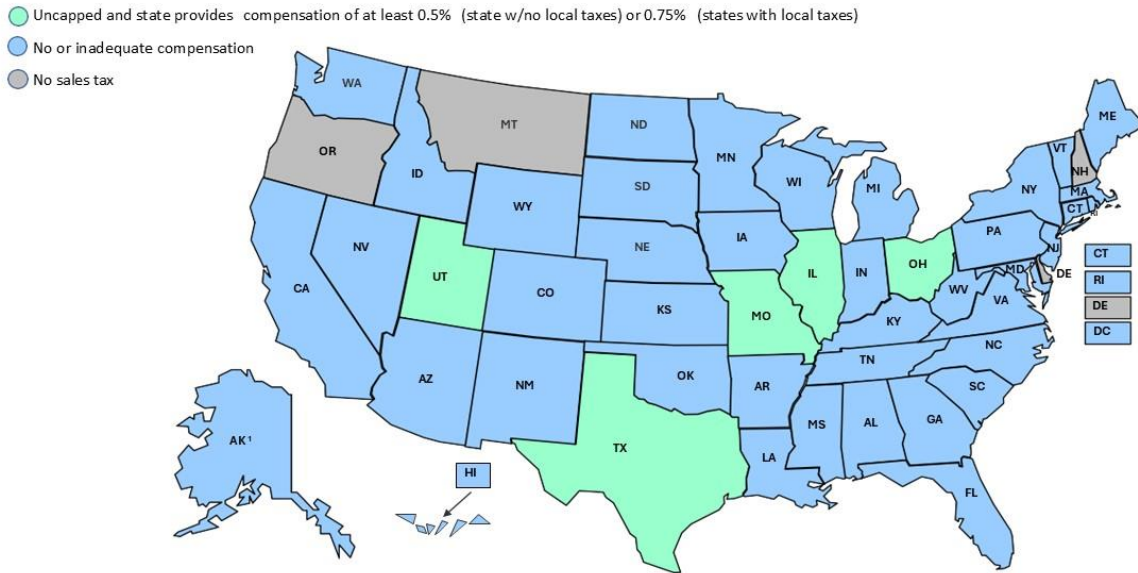 Uncapped and state provides compensation of at least 0.5% (state w/no local taxes) or 0.75% (states with local taxes)
No or inadequate compensation
No sales tax
WA
MT
ND
MN
ME
VT
NH
OR
ID
SD
WI
MI
NY
MA
CT
RI
WY
IA
PA
NJ
NV
NE
IL
IN
OH
MD
DE
CT
UT
CO
WV
VA
RI
CA
KS
MO
KY
DE
NC
DC
TN
AZ
NM
OK
AR
SC
MS
AL
GA
AK¹
TX
LA
HI
FL